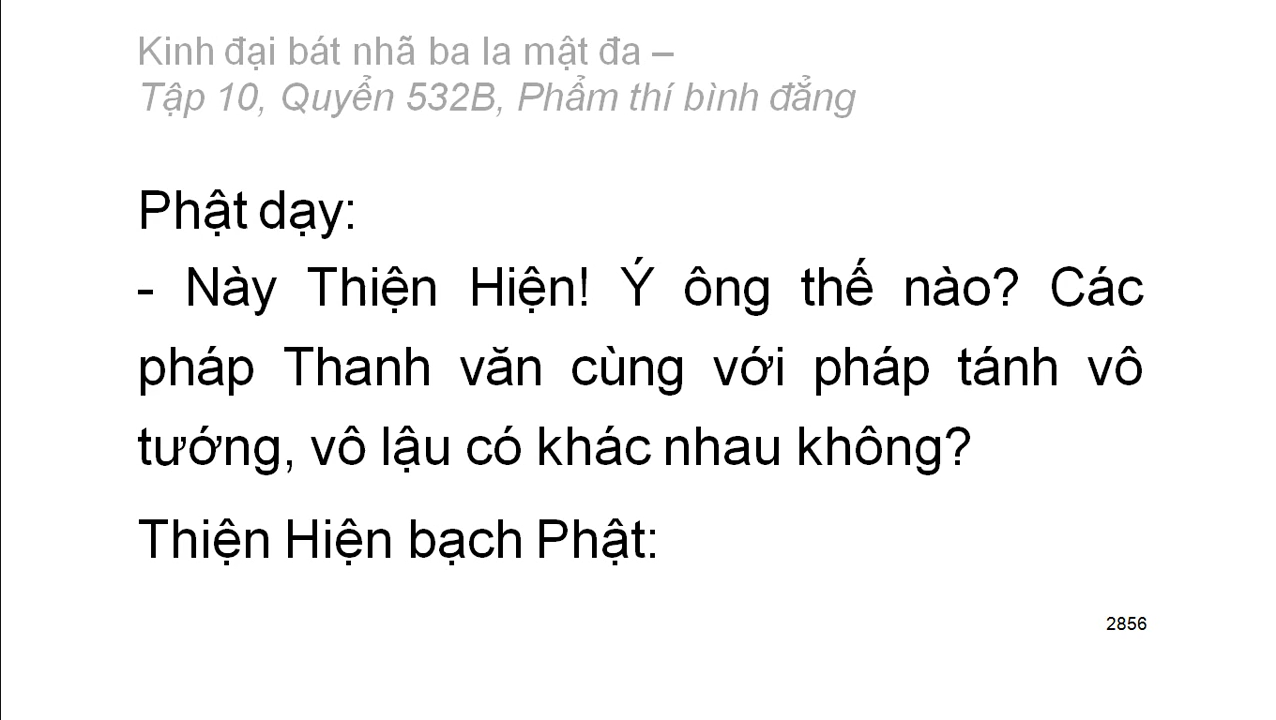 Kinh đại bát nhã ba la mật đa –
Tập 10, Quyển 532B, Phẩm thí bình đẳng
Phật dạy:
- Này Thiện Hiện! Ý ông thế nào? Các
pháp Thanh văn cùng với pháp tánh vô
tướng, vô lậu có khác nhau không?
Thiện Hiện bạch Phật:
2856